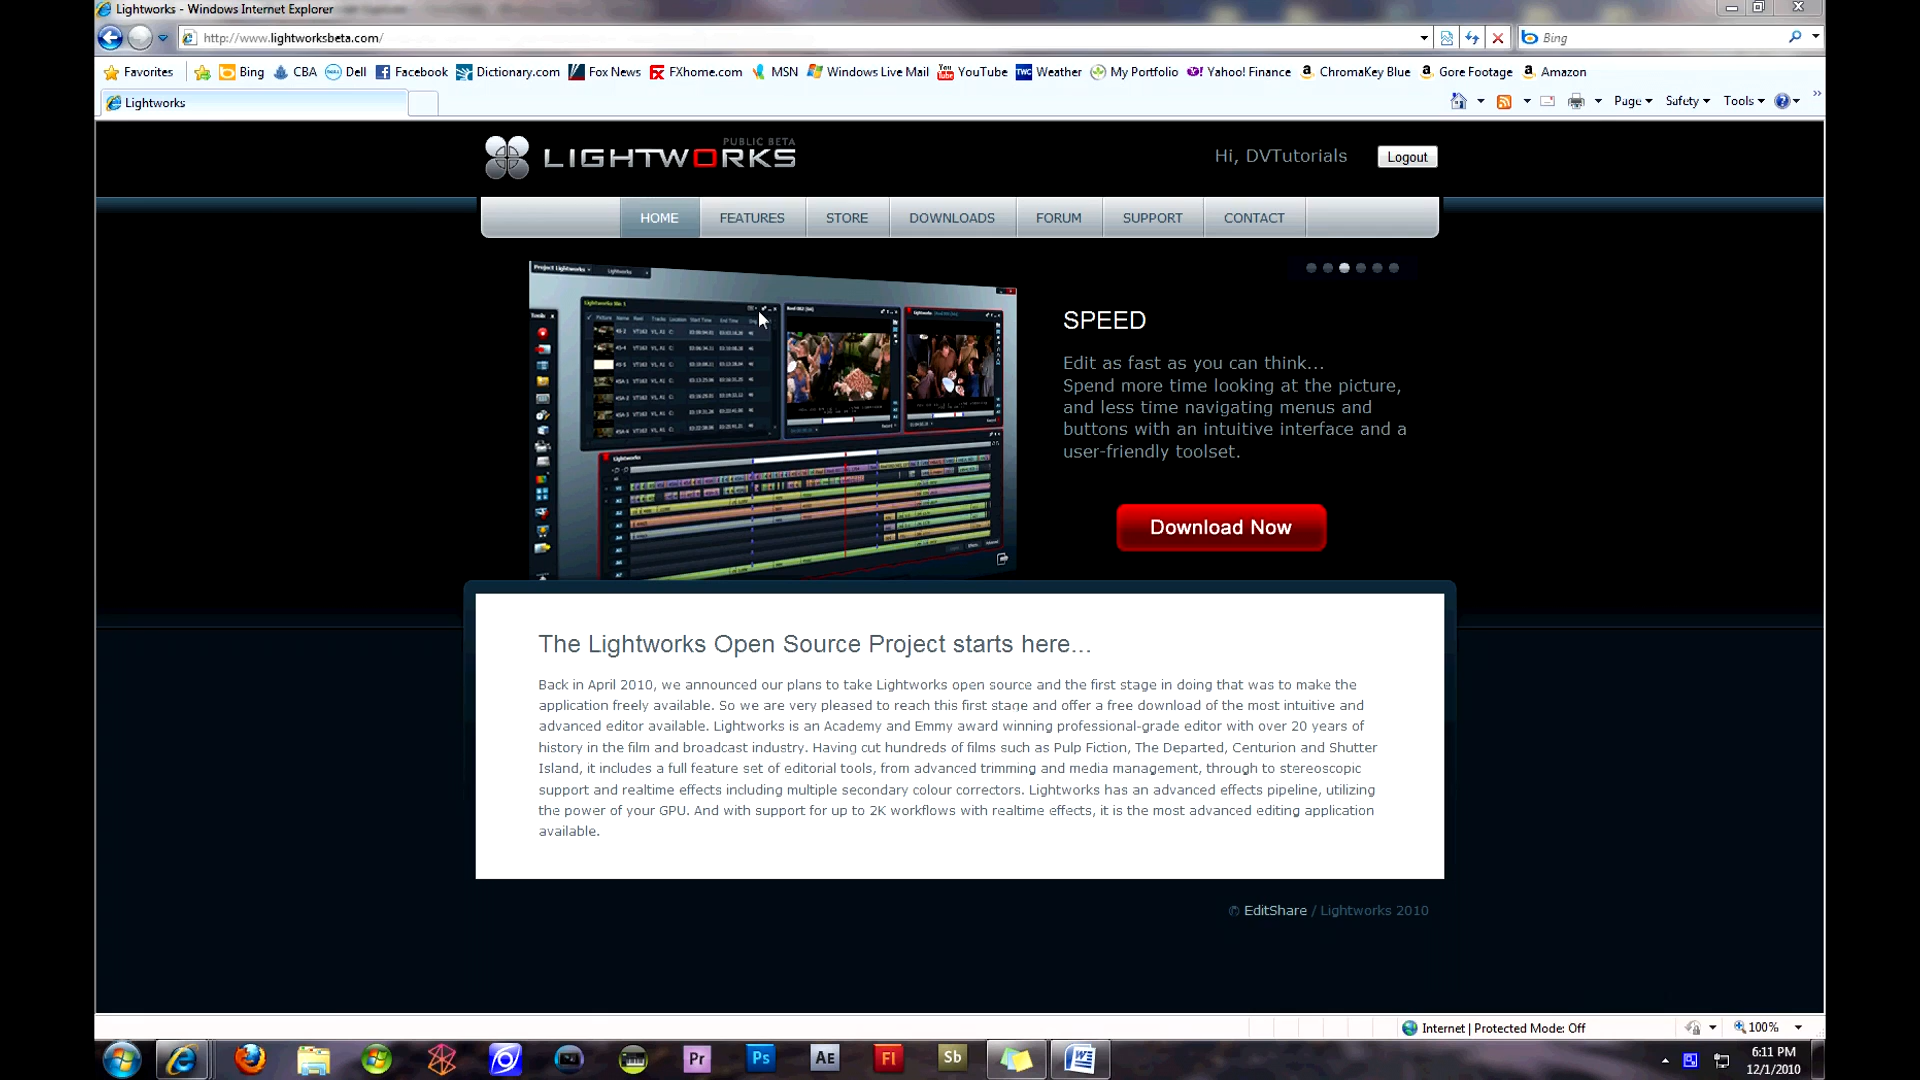 Lightworks - Windows Internet Explorer
http://www.lightworksbeta.com/
Bing
Favorites Bing CBA Dell Facebook Dictionary.com Fox News FXhome.com MSN Windows Live Mail YouTube Weather My Portfolio Yahoo! Finance ChromaKey Blue Gore Footage Amazon
Lightworks
Page Safety Tools
PUBLIC BETA
LIGHTWORKS
Hi, DVTutorials Logout
HOME FEATURES STORE DOWNLOADS FORUM SUPPORT CONTACT
SPEED
Edit as fast as you can think...
Spend more time looking at the picture,
and less time navigating menus and
buttons with an intuitive interface and a
user-friendly toolset.
Download Now
The Lightworks Open Source Project starts here...
Back in April 2010, we announced our plans to take Lightworks open source and the first stage in doing that was to make the
application freely available. So we are very pleased to reach this first stage and offer a free download of the most intuitive and
advanced editor available. Lightworks is an Academy and Emmy award winning professional-grade editor with over 20 years of
history in the film and broadcast industry. Having cut hundreds of films such as Pulp Fiction, The Departed, Centurion and Shutter
Island, it includes a full feature set of editorial tools, from advanced trimming and media management, through to stereoscopic
support and realtime effects including multiple secondary colour correctors. Lightworks has an advanced effects pipeline, utilizing
the power of your GPU. And with support for up to 2K workflows with realtime effects, it is the most advanced editing application
available.
© EditShare / Lightworks 2010
Internet | Protected Mode: Off
100%
Pr Ps AE Fl Sb
6:11 PM
12/1/2010